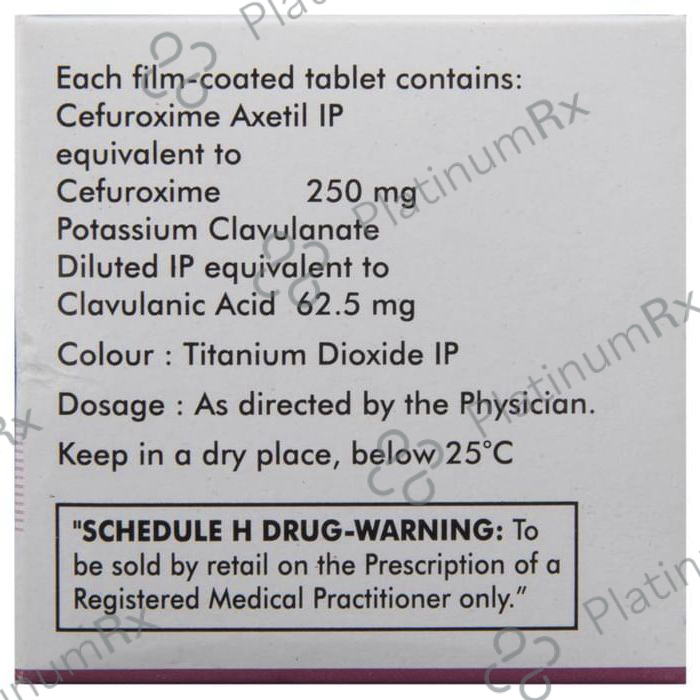 Each film-coated tablet contains:
Cefuroxime Axetil IP
equivalent to
Cefuroxime 250 mg
Potassium Clavulanate
Diluted IP equivalent to
Clavulanic Acid 62.5 mg
Colour : Titanium Dioxide IP
Dosage : As directed by the Physician.
Keep in a dry place, below 25°C
"SCHEDULE H DRUG-WARNING: To
be sold by retail on the Prescription of a
Registered Medical Practitioner only."
PlatinumRx
PlatinumRx